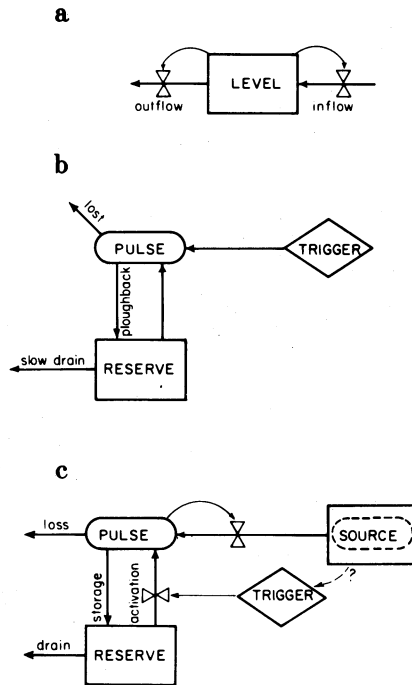 a
LEVEL
outflow
inflow
b
lost
PULSE
TRIGGER
ploughback
RESERVE
slow drain
c
loss
PULSE
SOURCE
storage
activation
?
TRIGGER
drain
RESERVE